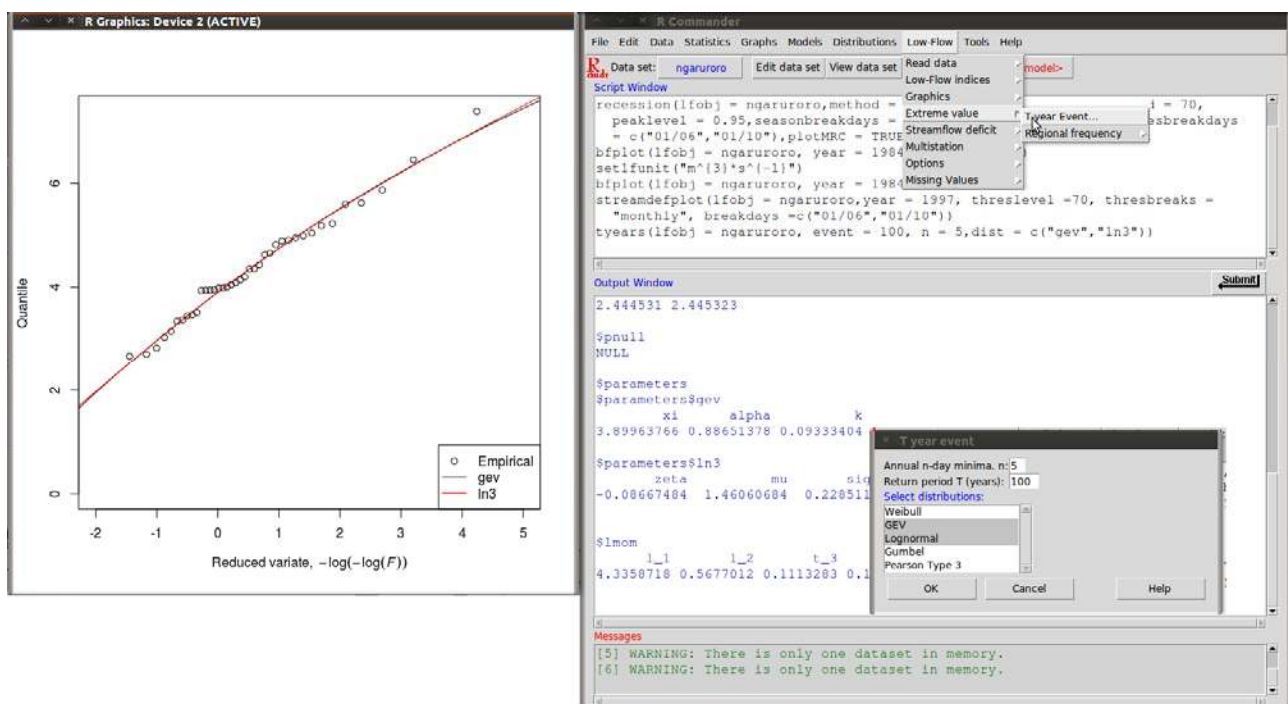 R Graphics: Device 2 (ACTIVE)
Quantile
6
4
2
0
-2 -1 0 1 2 3 4 5
Reduced variate, −log(−log(F))
Empirical
gev
ln3
R Commander
File Edit Data Statistics Graphs Models Distributions Low-Flow Tools Help
Data set: ngaruroro Edit data set View data set model>
Read data
Low-Flow indices
Graphics
Extreme value
Streamflow deficit
Multistation
Options
Missing Values
T year Event...
Regional frequency
Script Window
recession(lfobj = ngaruroro,method = = 70,
peaklevel = 0.95,seasonbreakdays =
= c("01/06","01/10"),plotMRC = TRUE
bfplot(lfobj = ngaruroro, year = 1984
setlfunit("m^{3}*s^{-1}")
bfplot(lfobj = ngaruroro, year = 1984
streamdefplot(lfobj = ngaruroro,year = 1997, threslevel =70, thresbreaks =
"monthly", breakdays =c("01/06","01/10"))
tyears(lfobj = ngaruroro, event = 100, n = 5,dist = c("gev","ln3"))
Output Window
Submit
2.444531 2.445323
$pnull
NULL
$parameters
$parameters$gev
xi alpha k
3.89963766 0.88651378 0.09333404
$parameters$ln3
zeta mu sig
-0.08667484 1.46060684 0.228511
$lmom
l_1 l_2 t_3
4.3358718 0.5677012 0.1113283 0.1
T year event
Annual n-day minima. n: 5
Return period T (years): 100
Select distributions:
Weibull
GEV
Lognormal
Gumbel
Pearson Type 3
OK Cancel Help
Messages
[5] WARNING: There is only one dataset in memory.
[6] WARNING: There is only one dataset in memory.